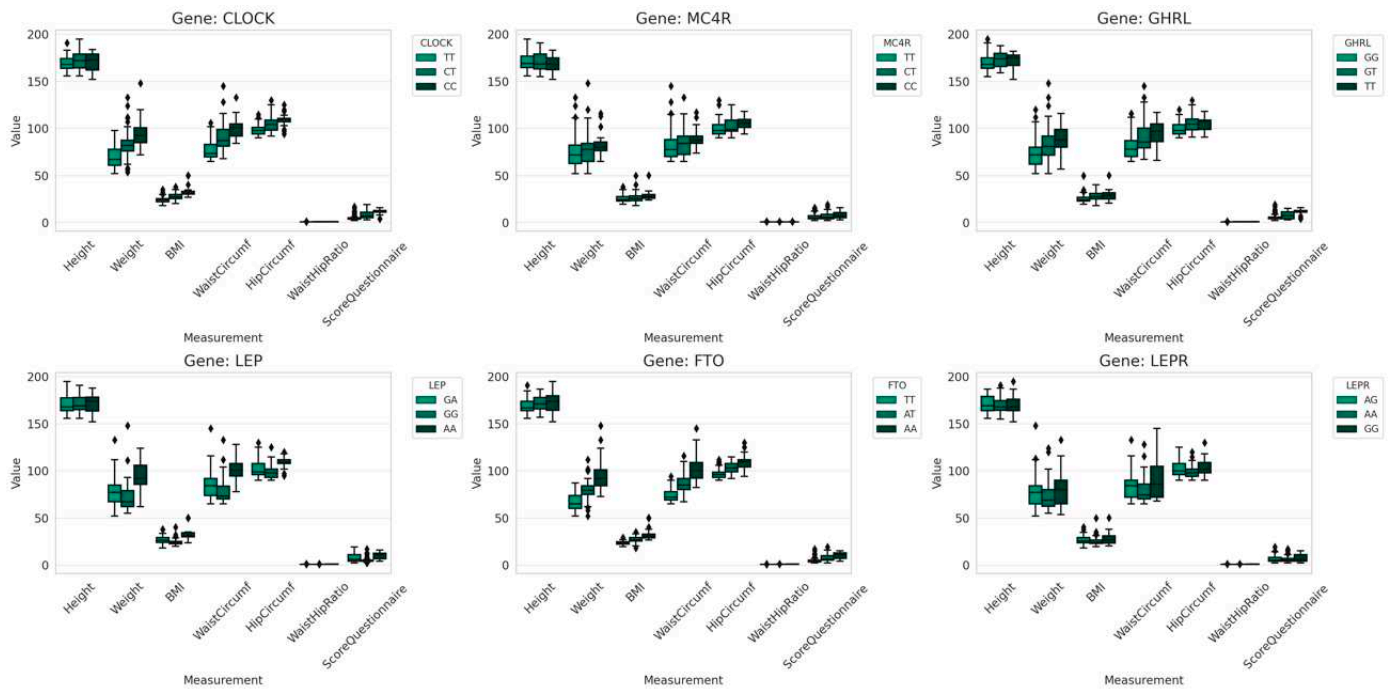 Gene: CLOCK
200
150
100
50
0
Value
Height
Weight
BMI
WaistCircumf
HipCircumf
WaistHipRatio
ScoreQuestionnaire
Measurement
CLOCK
TT
CT
CC
Gene: MC4R
200
150
100
50
0
Value
Height
Weight
BMI
WaistCircumf
HipCircumf
WaistHipRatio
ScoreQuestionnaire
Measurement
MC4R
TT
CT
CC
Gene: GHRL
200
150
100
50
0
Value
Height
Weight
BMI
WaistCircumf
HipCircumf
WaistHipRatio
ScoreQuestionnaire
Measurement
GHRL
GG
GT
TT
Gene: LEP
200
150
100
50
0
Value
Height
Weight
BMI
WaistCircumf
HipCircumf
WaistHipRatio
ScoreQuestionnaire
Measurement
LEP
GA
GG
AA
Gene: FTO
200
150
100
50
0
Value
Height
Weight
BMI
WaistCircumf
HipCircumf
WaistHipRatio
ScoreQuestionnaire
Measurement
FTO
TT
AT
AA
Gene: LEPR
200
150
100
50
0
Value
Height
Weight
BMI
WaistCircumf
HipCircumf
WaistHipRatio
ScoreQuestionnaire
Measurement
LEPR
AG
AA
GG